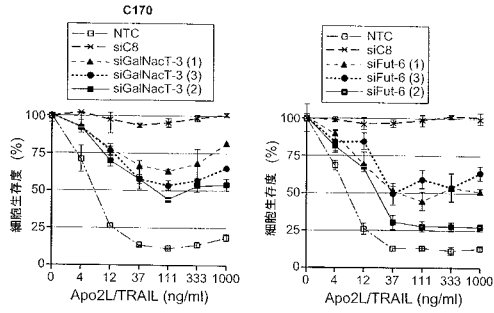 C170
NTC
siC8
siGalNacT-3 (1)
siGalNacT-3 (3)
siGalNacT-3 (2)
100
75
50
25
0
細胞生存度 (%)
0 4 12 37 111 333 1000
Apo2L/TRAIL (ng/ml)
NTC
siC8
siFut-6 (1)
siFut-6 (3)
siFut-6 (2)
100
75
50
25
0
細胞生存度 (%)
0 4 12 37 111 333 1000
Apo2L/TRAIL (ng/ml)